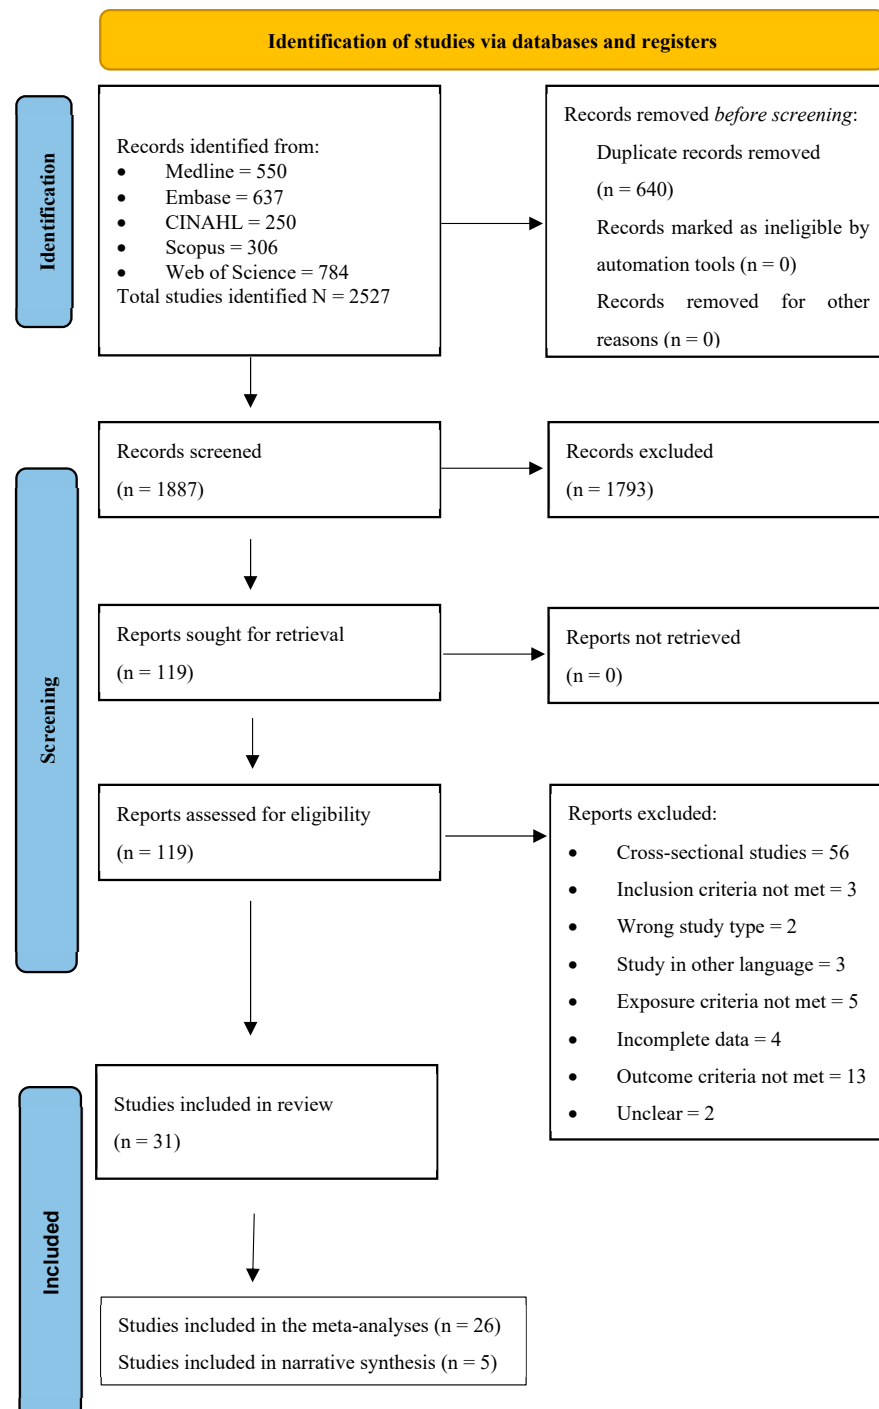 Identification of studies via databases and registers
Identification
Records identified from:
• Medline = 550
• Embase = 637
• CINAHL = 250
• Scopus = 306
• Web of Science = 784
Total studies identified N = 2527
Records removed before screening:
Duplicate records removed
(n = 640)
Records marked as ineligible by
automation tools (n = 0)
Records removed for other
reasons (n = 0)
Screening
Records screened
(n = 1887)
Records excluded
(n = 1793)
Reports sought for retrieval
(n = 119)
Reports not retrieved
(n = 0)
Reports assessed for eligibility
(n = 119)
Reports excluded:
• Cross-sectional studies = 56
• Inclusion criteria not met = 3
• Wrong study type = 2
• Study in other language = 3
• Exposure criteria not met = 5
• Incomplete data = 4
• Outcome criteria not met = 13
• Unclear = 2
Included
Studies included in review
(n = 31)
Studies included in the meta-analyses (n = 26)
Studies included in narrative synthesis (n = 5)